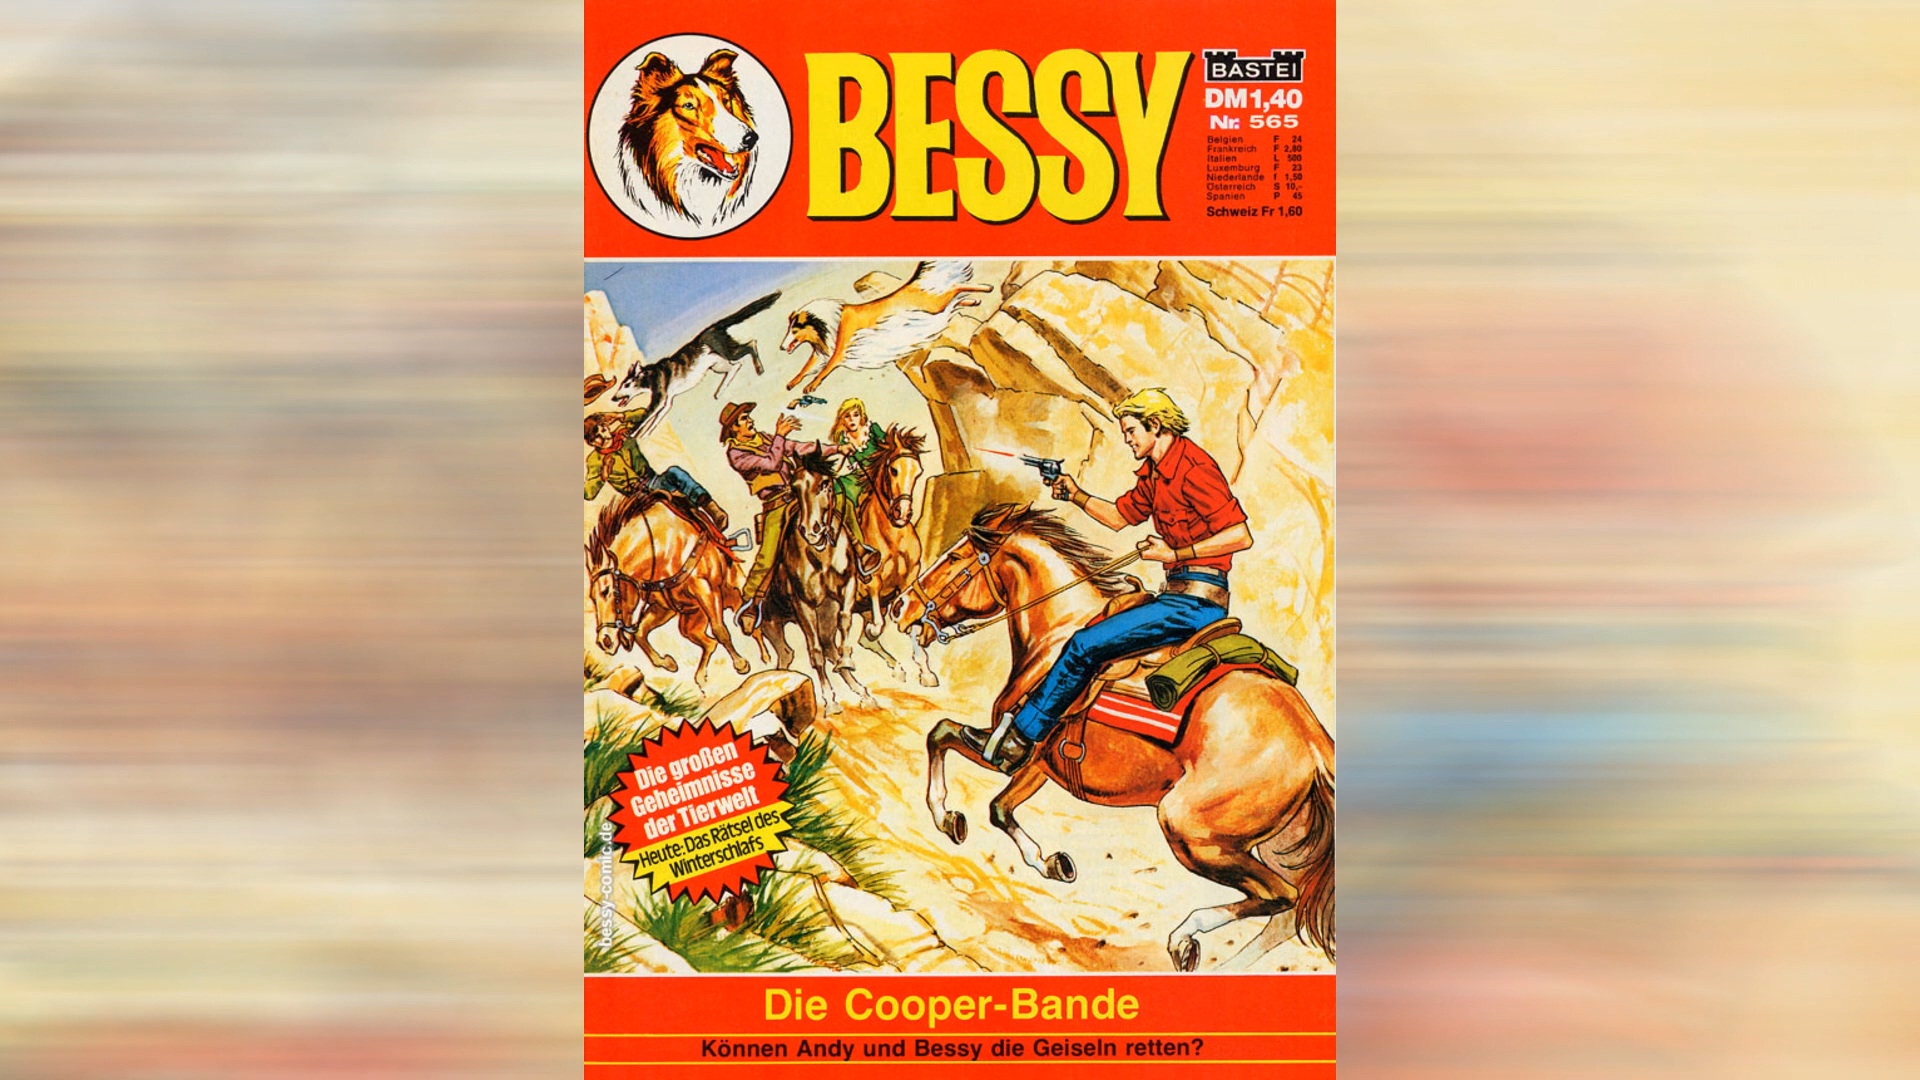 BESSY
BASTEI
DM 1,40
Nr. 565
Belgien F 24
Frankreich F 2,80
Italien L 500
Luxemburg F 23
Niederlande f 1,50
Österreich S 10,-
Spanien P 45
Schweiz Fr 1,60
Die großen
Geheimnisse
der Tierwelt
Heute: Das Rätsel des
Winterschlafs
bessy-comic.de
Die Cooper-Bande
Können Andy und Bessy die Geiseln retten?